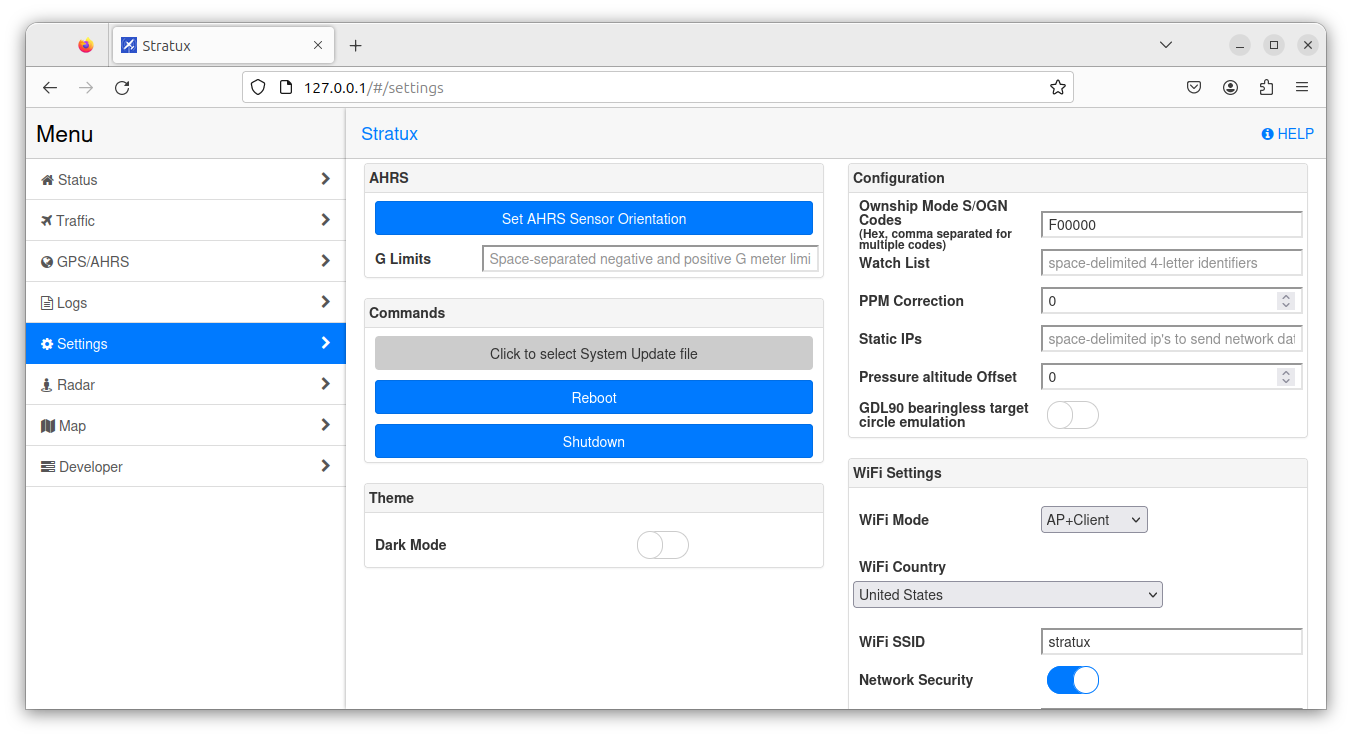 Stratux
127.0.0.1/#/settings
Menu
Stratux
HELP
Status
Traffic
GPS/AHRS
Logs
Settings
Radar
Map
Developer
AHRS
Set AHRS Sensor Orientation
G Limits
Space-separated negative and positive G meter limi
Commands
Click to select System Update file
Reboot
Shutdown
Theme
Dark Mode
Configuration
Ownship Mode S/OGN
Codes
(Hex, comma separated for
multiple codes)
F00000
Watch List
space-delimited 4-letter identifiers
PPM Correction
0
Static IPs
space-delimited ip's to send network dat
Pressure altitude Offset
0
GDL90 bearingless target
circle emulation
WiFi Settings
WiFi Mode
AP+Client
WiFi Country
United States
WiFi SSID
stratux
Network Security